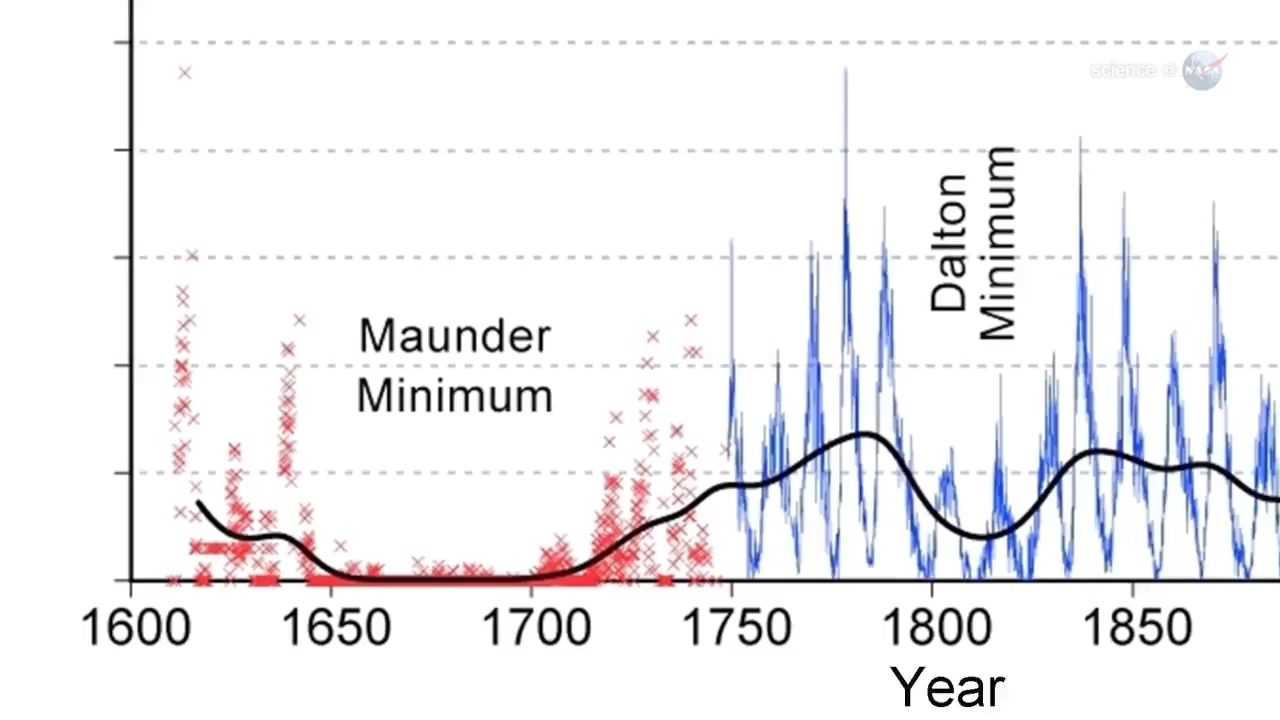 science @ NASA
Dalton
Minimum
Maunder
Minimum
1600 1650 1700 1750 1800 1850
Year